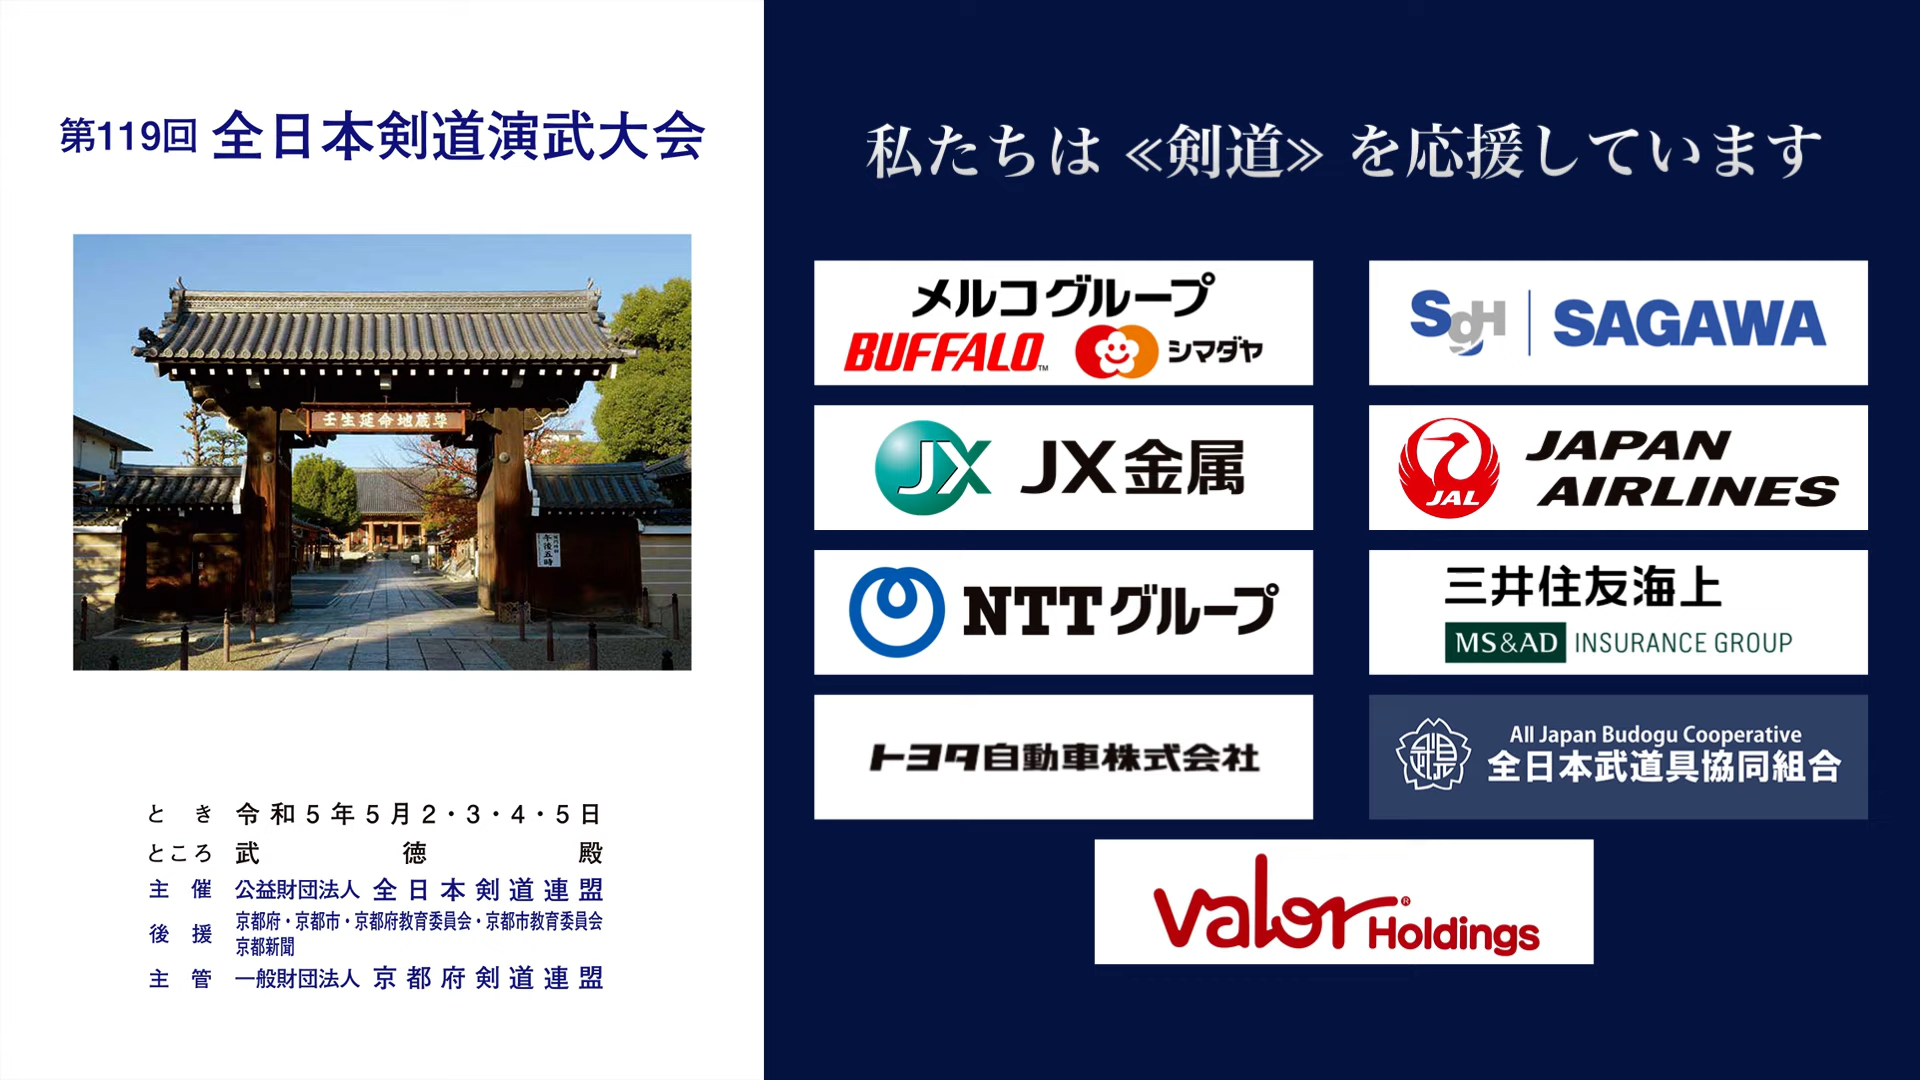 第119回 全日本剣道演武大会
壬生延命地蔵尊
午後五時
とき 令和5年5月2・3・4・5日
ところ 武徳殿
主催 公益財団法人 全日本剣道連盟
後援 京都府・京都市・京都府教育委員会・京都市教育委員会
京都新聞
主管 一般財団法人 京都府剣道連盟
私たちは≪剣道≫を応援しています
メルコグループ
BUFFALO™ シマダヤ
SGH SAGAWA
JX JX金属
JAL JAPAN
AIRLINES
NTTグループ
三井住友海上
MS&AD INSURANCE GROUP
トヨタ自動車株式会社
All Japan Budogu Cooperative
全日本武道具協同組合
valor® Holdings